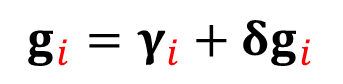 𝐠ᵢ = 𝛄ᵢ + 𝛅𝐠ᵢ